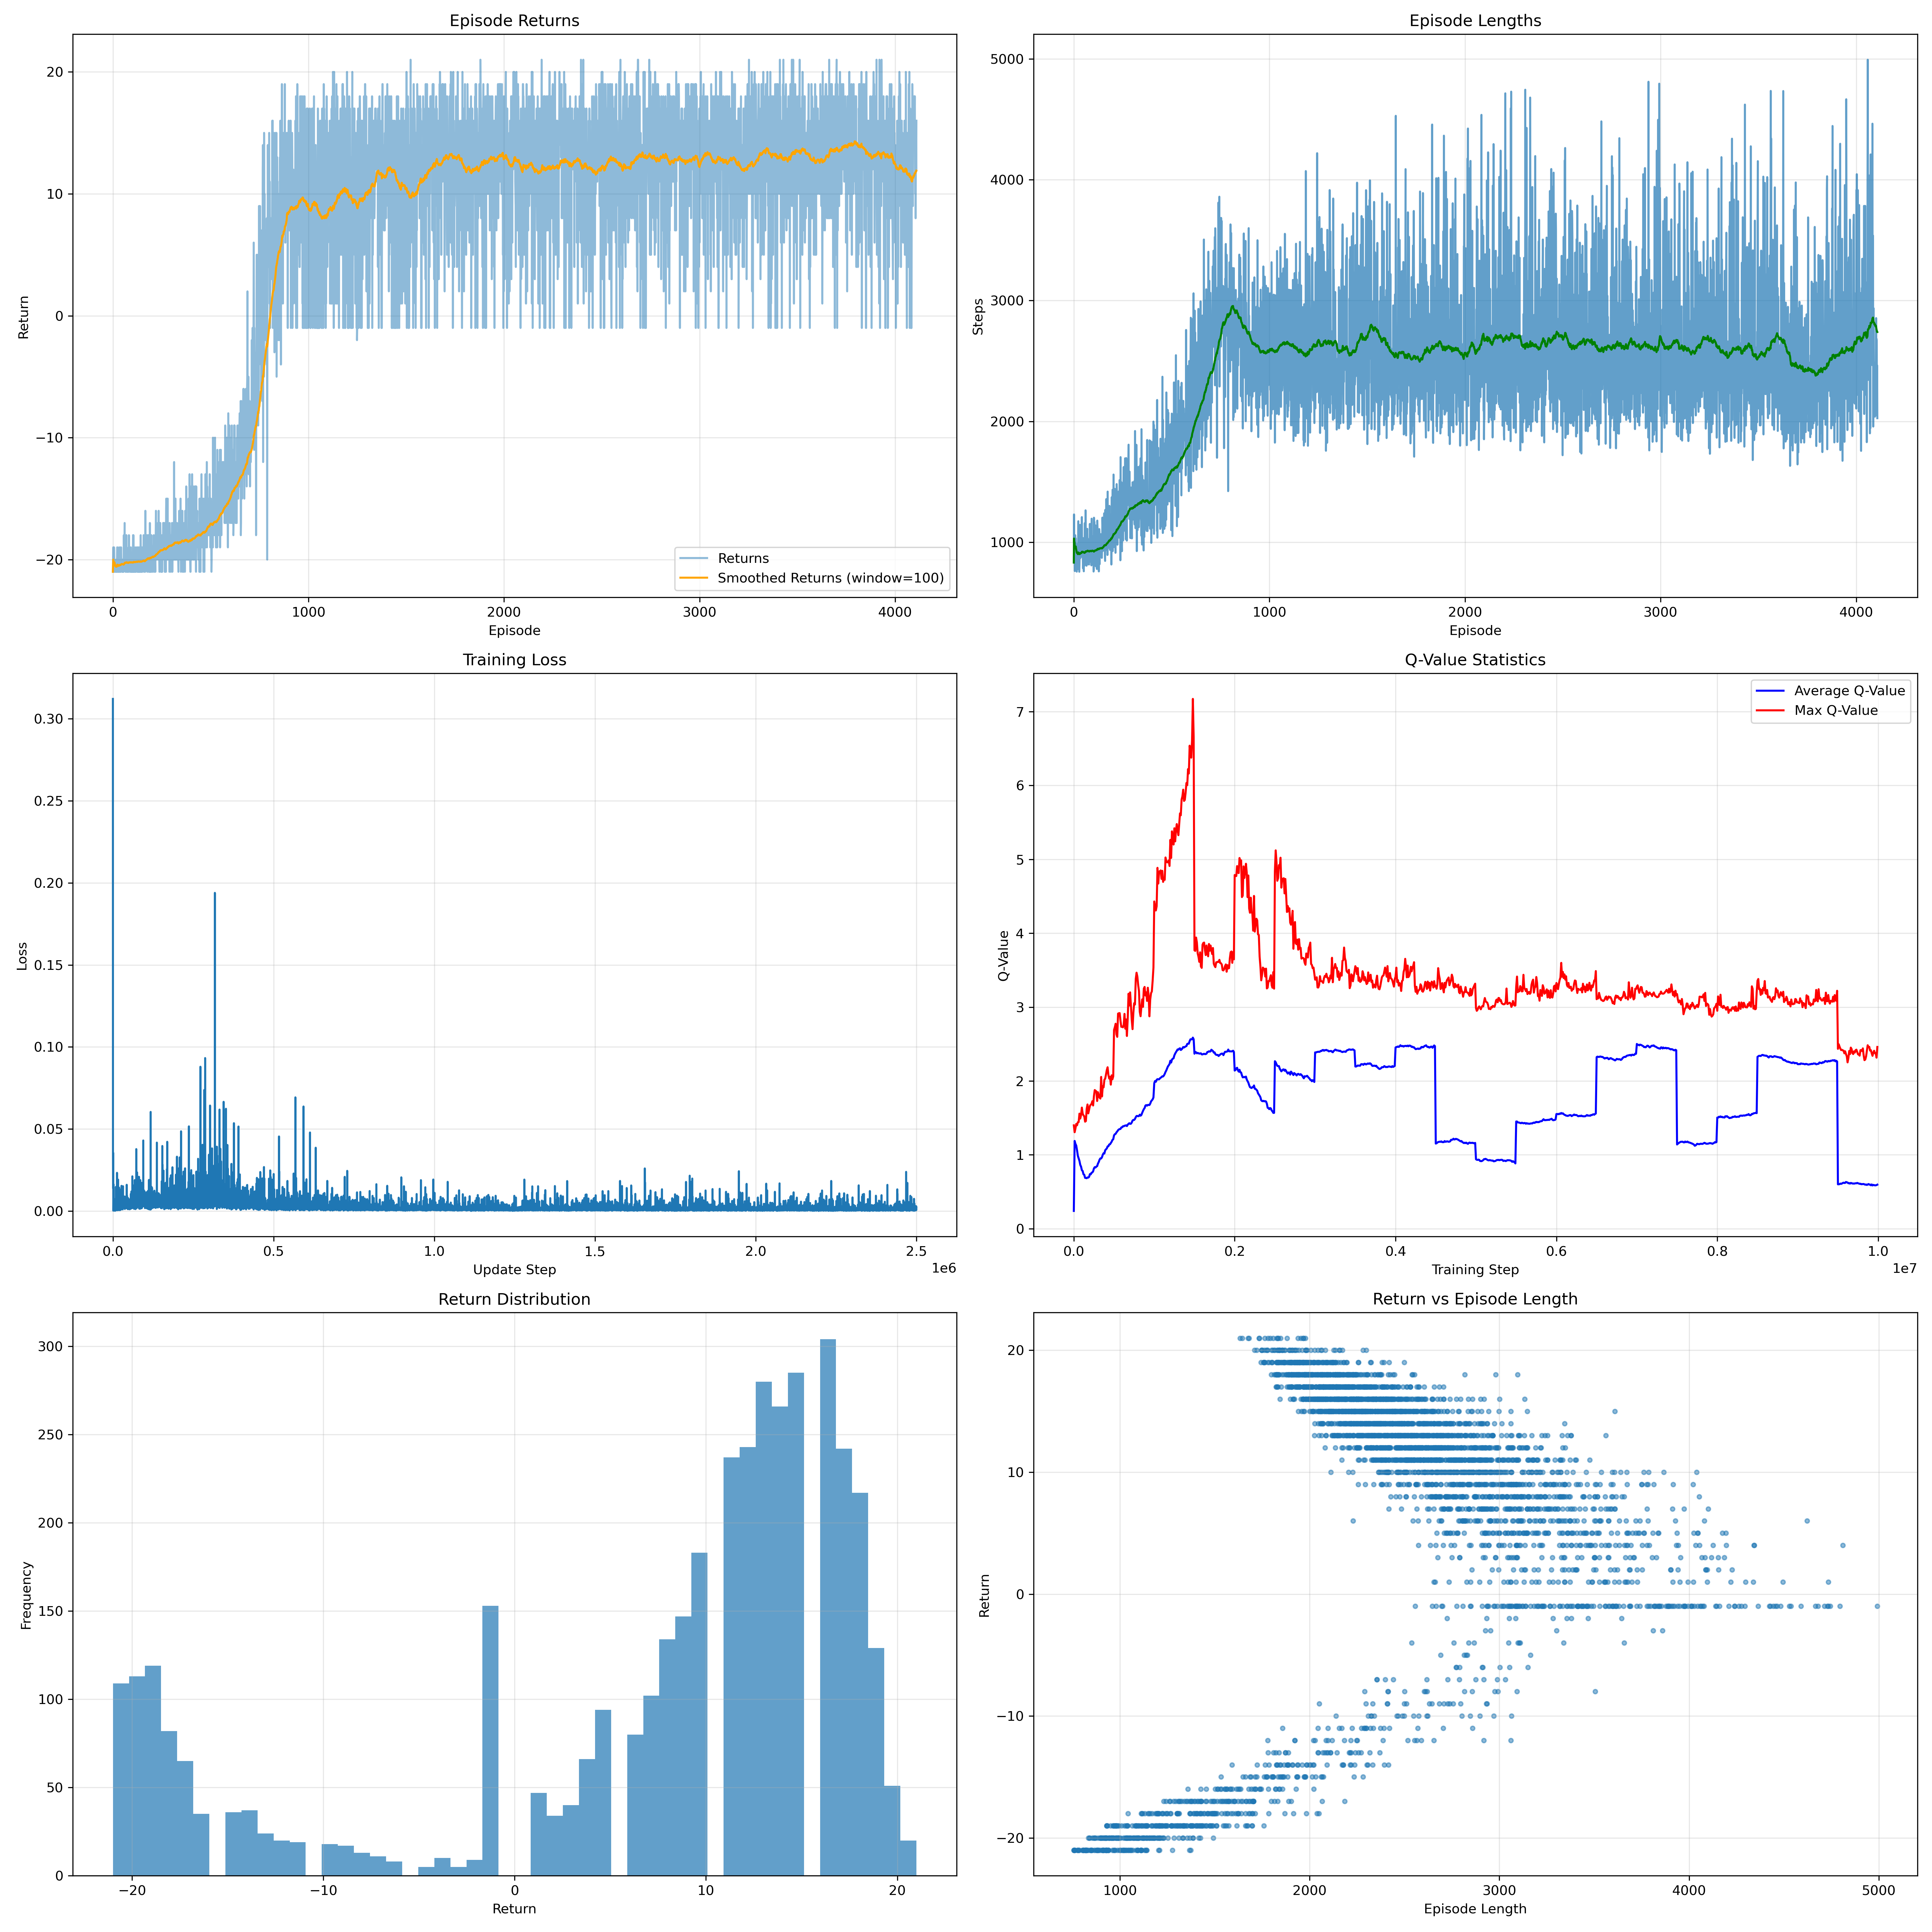 Episode Returns
20
10
0
−10
−20
Return
Returns
Smoothed Returns (window=100)
0
1000
2000
3000
4000
Episode
Episode Lengths
5000
4000
3000
2000
1000
Steps
0
1000
2000
3000
4000
Episode
Training Loss
0.30
0.25
0.20
0.15
0.10
0.05
0.00
Loss
0.0
0.5
1.0
1.5
2.0
2.5
1e6
Update Step
Q-Value Statistics
Average Q-Value
Max Q-Value
7
6
5
4
3
2
1
0
Q-Value
0.0
0.2
0.4
0.6
0.8
1.0
1e7
Training Step
Return Distribution
300
250
200
150
100
50
0
Frequency
−20
−10
0
10
20
Return
Return vs Episode Length
20
10
0
−10
−20
Return
1000
2000
3000
4000
5000
Episode Length